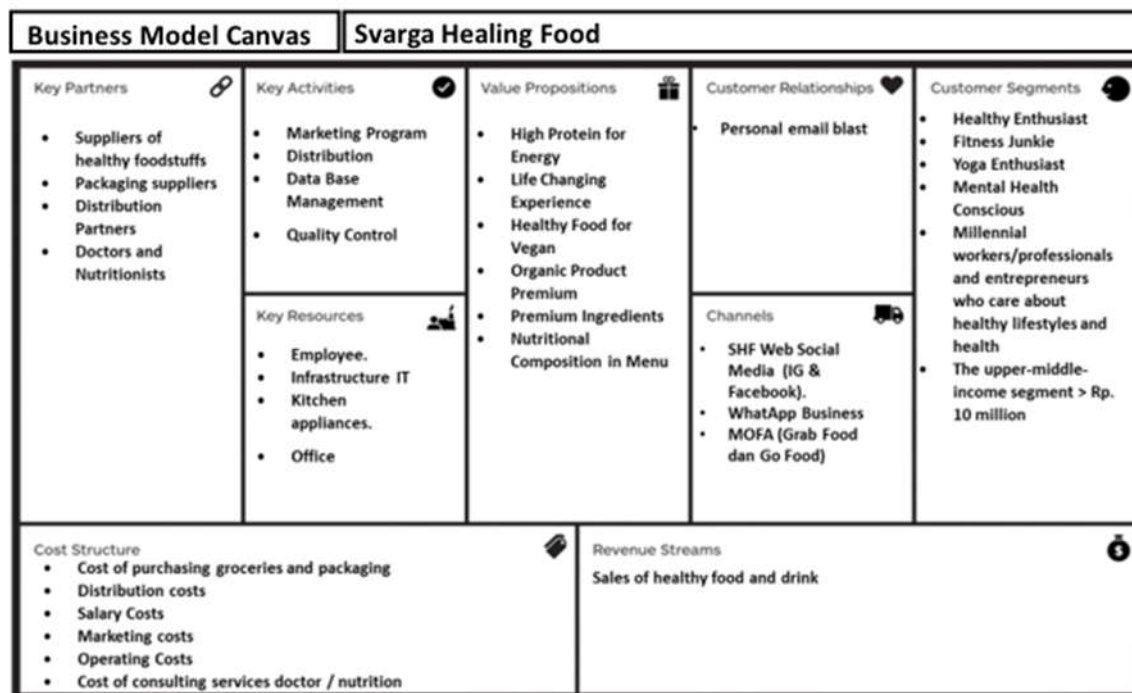 Business Model Canvas
Svarga Healing Food
Key Partners
• Suppliers of
healthy foodstuffs
• Packaging suppliers
• Distribution
Partners
• Doctors and
Nutritionists
Key Activities
• Marketing Program
• Distribution
• Data Base
Management
• Quality Control
Key Resources
• Employee.
• Infrastructure IT
• Kitchen
appliances.
• Office
Value Propositions
• High Protein for
Energy
• Life Changing
Experience
• Healthy Food for
Vegan
• Organic Product
Premium
• Premium Ingredients
• Nutritional
Composition in Menu
Customer Relationships
• Personal email blast
Channels
• SHF Web Social
Media (IG &
Facebook).
• WhatApp Business
• MOFA (Grab Food
dan Go Food)
Customer Segments
• Healthy Enthusiast
• Fitness Junkie
• Yoga Enthusiast
• Mental Health
Conscious
• Millennial
workers/professionals
and entrepreneurs
who care about
healthy lifestyles and
health
• The upper-middle-
income segment > Rp.
10 million
Cost Structure
• Cost of purchasing groceries and packaging
• Distribution costs
• Salary Costs
• Marketing costs
• Operating Costs
• Cost of consulting services doctor / nutrition
Revenue Streams
Sales of healthy food and drink